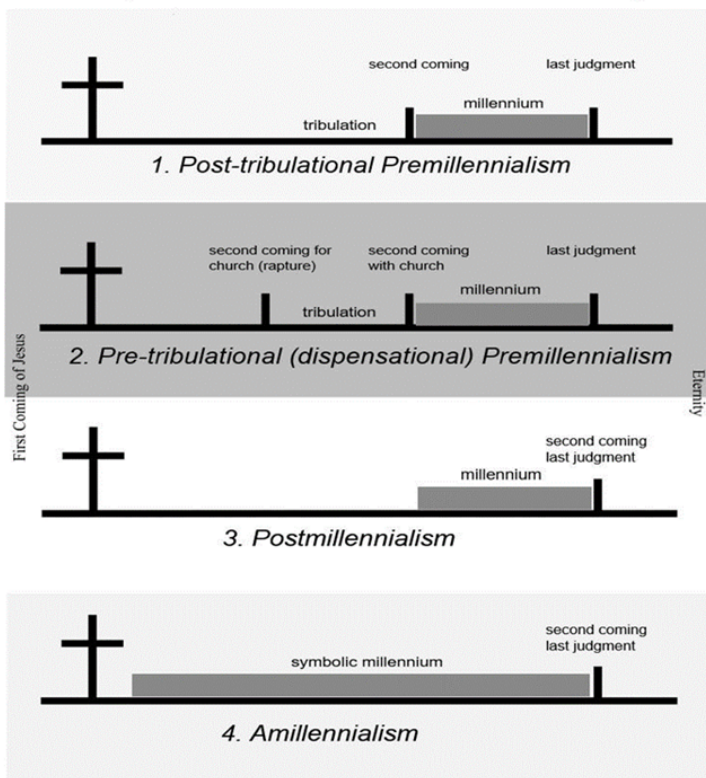 second coming
last judgment
millennium
tribulation
1. Post-tribulational Premillennialism
second coming for
church (rapture)
second coming
with church
last judgment
millennium
tribulation
2. Pre-tribulational (dispensational) Premillennialism
First Coming of Jesus
Eternity
second coming
last judgment
millennium
3. Postmillennialism
second coming
last judgment
symbolic millennium
4. Amillennialism